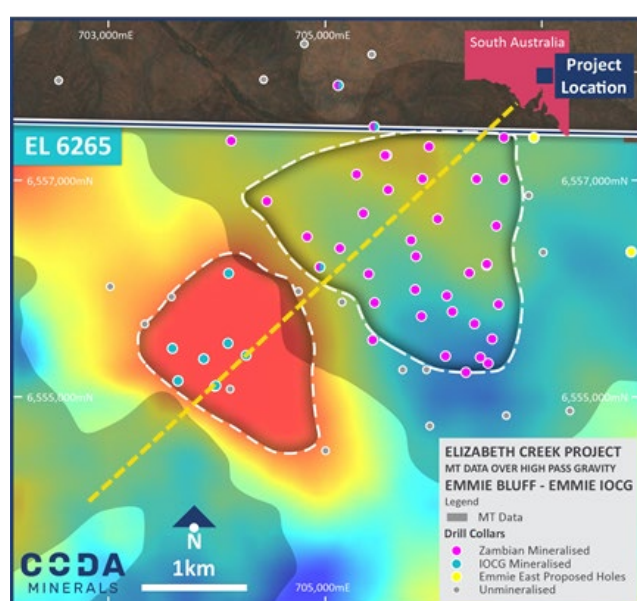 703,000mE
705,000mE
South Australia
Project
Location
EL 6265
6,557,000mN
6,557,000mN
6,555,000mN
6,555,000mN
ELIZABETH CREEK PROJECT
MT DATA OVER HIGH PASS GRAVITY
EMMIE BLUFF - EMMIE IOCG
Legend
MT Data
Drill Collars
Zambian Mineralised
IOCG Mineralised
Emmie East Proposed Holes
Unmineralised
N
1km
CODA
MINERALS
705,000mE